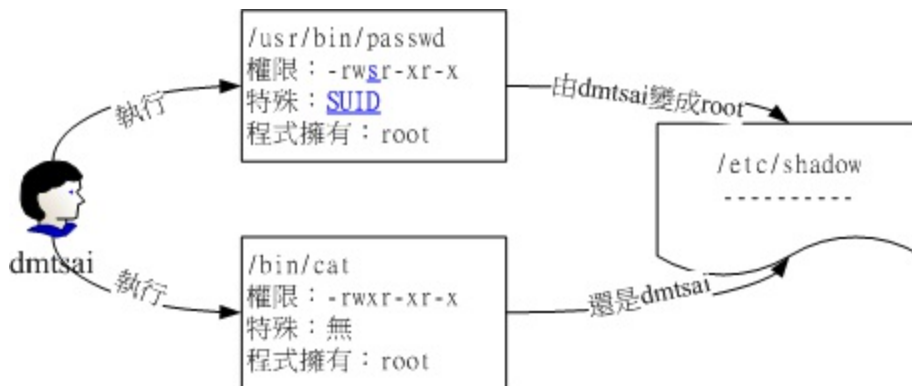 /usr/bin/passwd
權限：-rwsr-xr-x
特殊：SUID
程式擁有：root
執行
由dmtsai變成root
/etc/shadow
----------
dmtsai
執行
/bin/cat
權限：-rwxr-xr-x
特殊：無
程式擁有：root
還是dmtsai